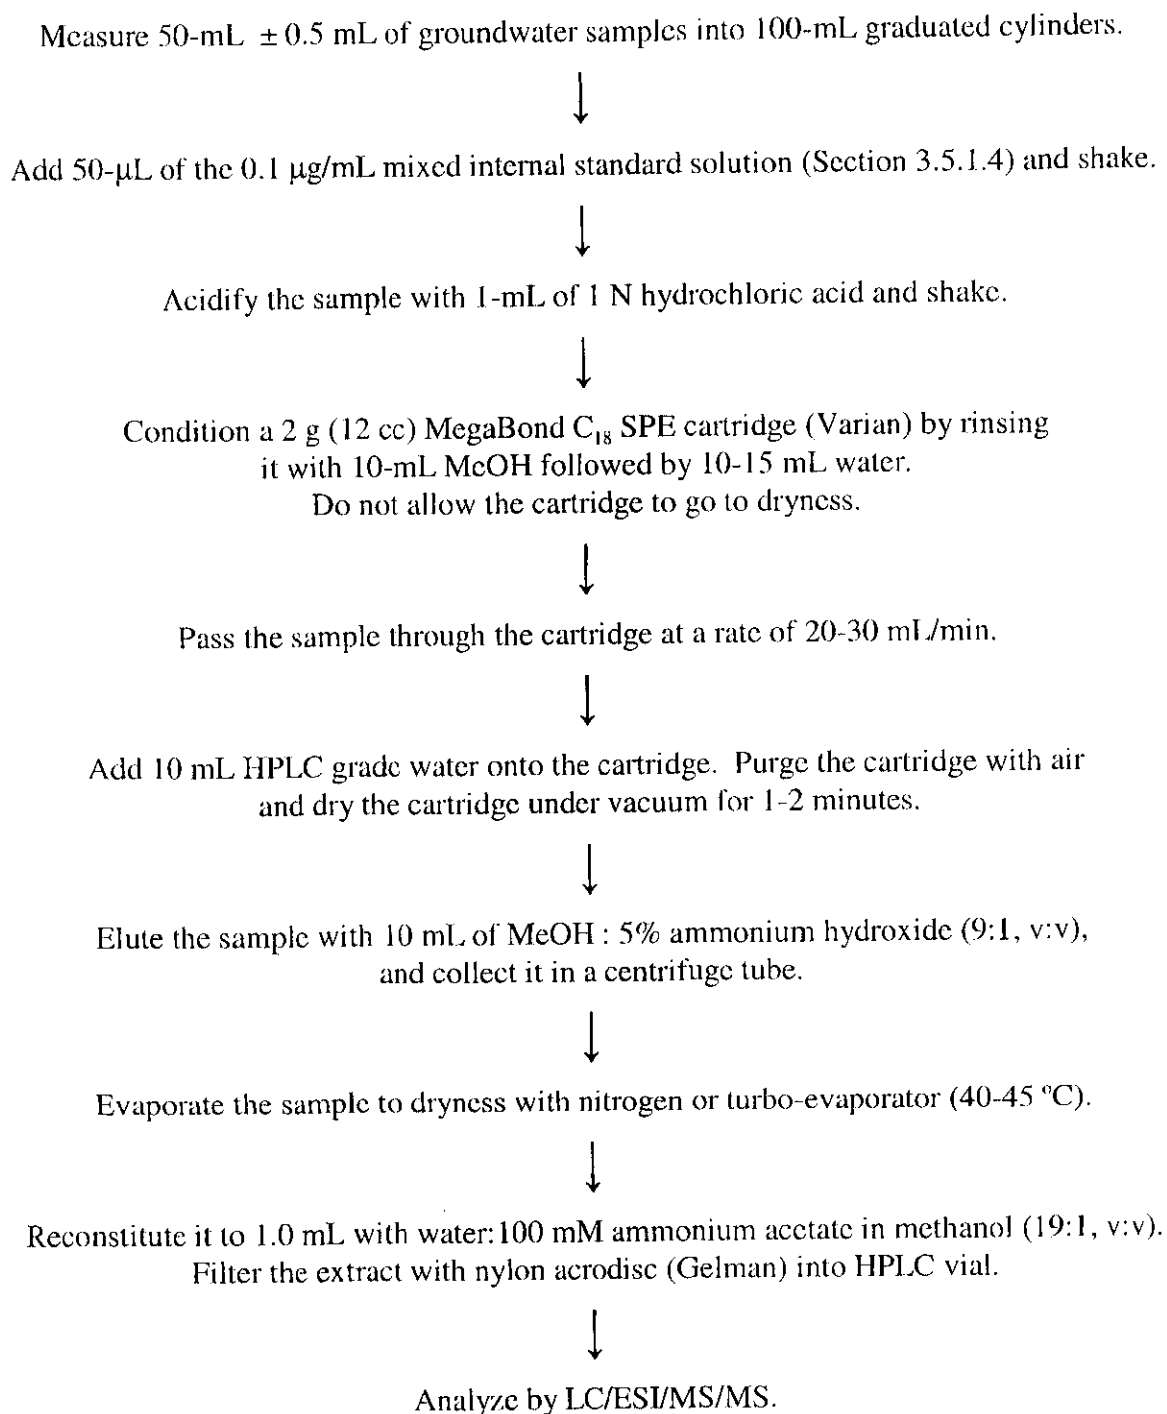 Measure 50-mL ± 0.5 mL of groundwater samples into 100-mL graduated cylinders.
Add 50-μL of the 0.1 μg/mL mixed internal standard solution (Section 3.5.1.4) and shake.
Acidify the sample with 1-mL of 1 N hydrochloric acid and shake.
Condition a 2 g (12 cc) MegaBond C₁₈ SPE cartridge (Varian) by rinsing
it with 10-mL MeOH followed by 10-15 mL water.
Do not allow the cartridge to go to dryness.
Pass the sample through the cartridge at a rate of 20-30 mL/min.
Add 10 mL HPLC grade water onto the cartridge. Purge the cartridge with air
and dry the cartridge under vacuum for 1-2 minutes.
Elute the sample with 10 mL of MeOH : 5% ammonium hydroxide (9:1, v:v),
and collect it in a centrifuge tube.
Evaporate the sample to dryness with nitrogen or turbo-evaporator (40-45 °C).
Reconstitute it to 1.0 mL with water:100 mM ammonium acetate in methanol (19:1, v:v).
Filter the extract with nylon acrodisc (Gelman) into HPLC vial.
Analyze by LC/ESI/MS/MS.